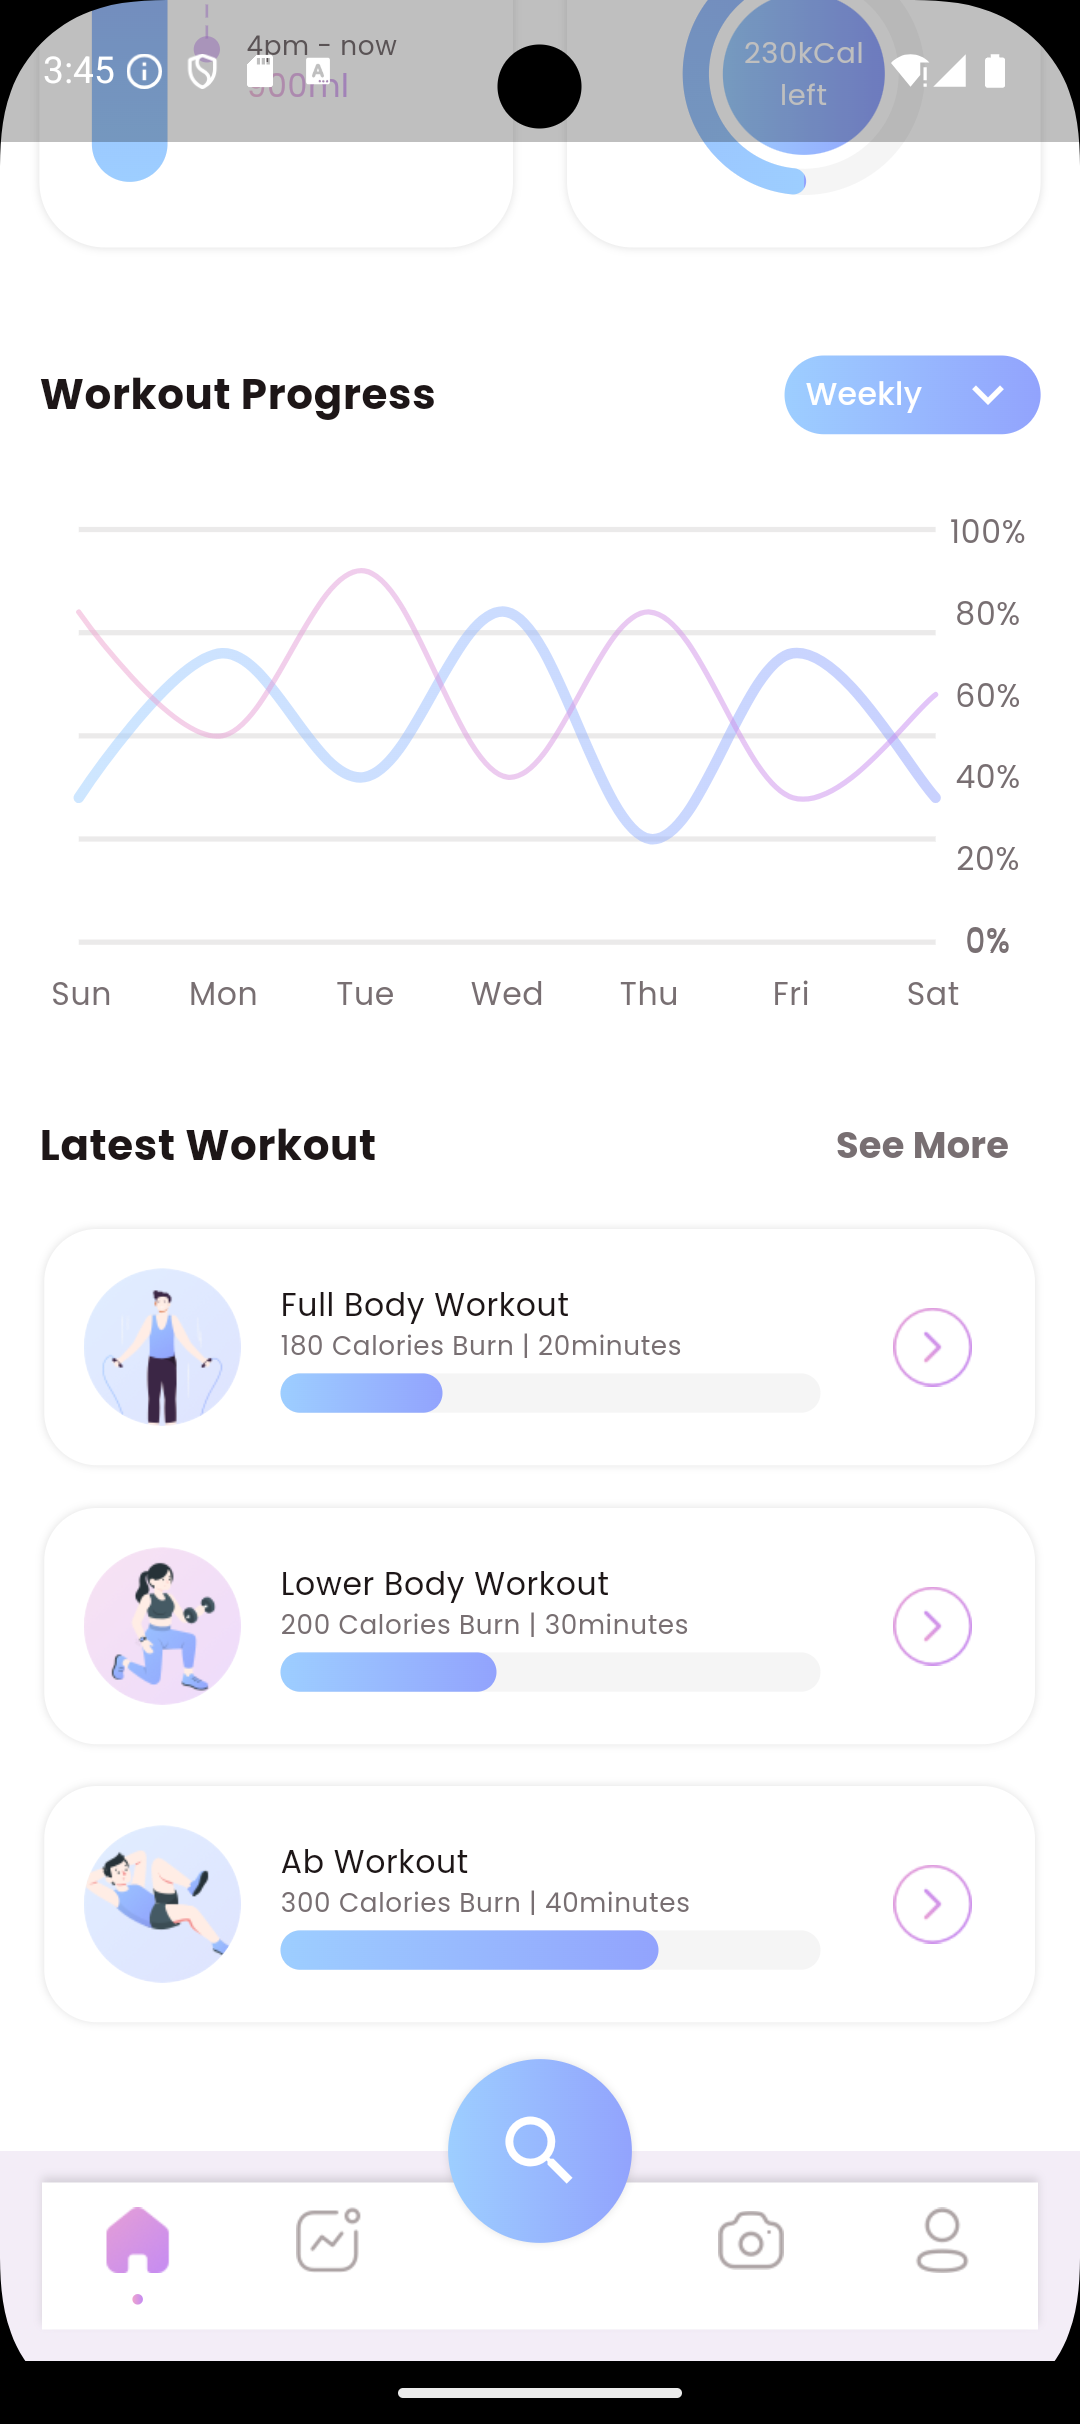 4pm - now
3:45
900ml
230kCal
left
Workout Progress
Weekly
100%
80%
60%
40%
20%
0%
Sun Mon Tue Wed Thu Fri Sat
Latest Workout
See More
Full Body Workout
180 Calories Burn | 20minutes
Lower Body Workout
200 Calories Burn | 30minutes
Ab Workout
300 Calories Burn | 40minutes